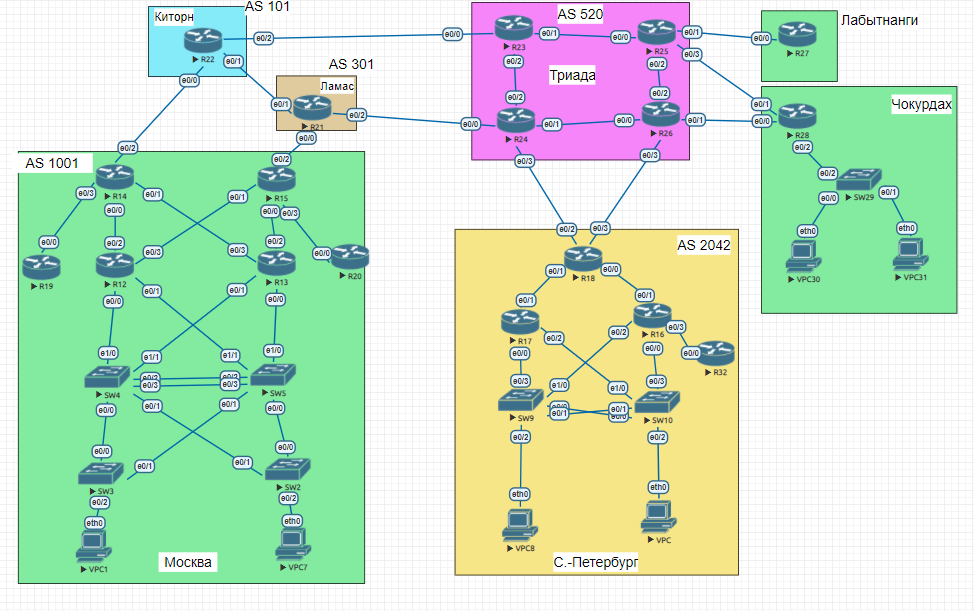 AS 101
Киторн
R22
e0/2
e0/1
e0/0
AS 301
Ламас
e0/1
R21
e0/2
e0/0
AS 520
Триада
e0/0
R23
e0/1
e0/2
e0/0
R25
e0/1
e0/3
e0/2
e0/2
e0/0
R24
e0/1
e0/3
e0/2
e0/0
R26
e0/1
e0/3
Лабытнанги
e0/0
R27
Чокурдах
e0/1
e0/0
R28
e0/2
e0/2
SW29
e0/1
e0/0
eth0
VPC30
eth0
VPC31
AS 1001
e0/2
R14
e0/3
e0/1
e0/0
e0/2
R15
e0/1
e0/0
e0/3
e0/0
R19
e0/2
R12
e0/3
e0/0
e0/1
e0/2
R13
e0/3
e0/1
e0/0
e0/0
R20
e1/0
e1/1
SW4
e0/2
e0/3
e0/0
e0/1
e1/1
e1/0
SW5
e0/2
e0/3
e0/1
e0/0
e0/0
e0/1
SW3
e0/2
e0/1
e0/0
SW2
e0/2
eth0
VPC1
eth0
VPC7
Москва
AS 2042
e0/2
e0/3
R18
e0/1
e0/0
e0/1
R17
e0/2
e0/0
e0/1
R16
e0/3
e0/2
e0/0
e0/0
R32
e0/3
e1/0
SW9
e0/0
e0/1
e0/2
e1/0
e0/3
SW10
e0/1
e0/0
e0/2
eth0
VPC8
eth0
VPC
С.-Петербург